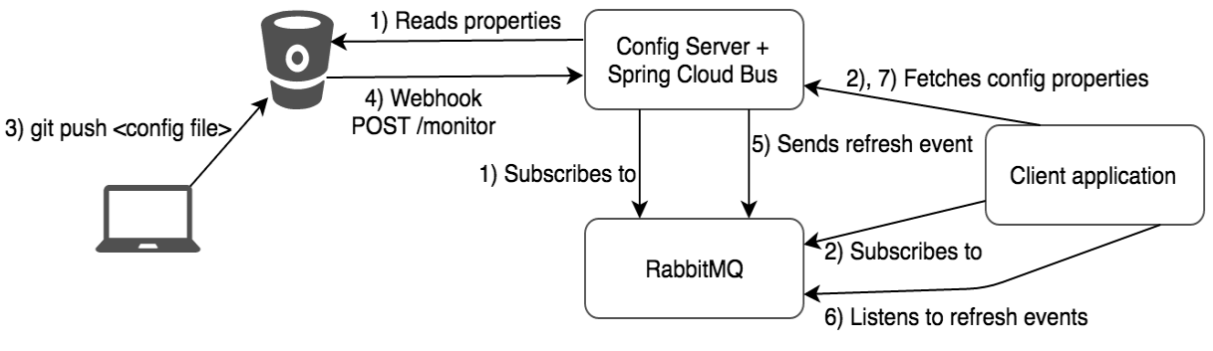 1) Reads properties
Config Server +
Spring Cloud Bus
2), 7) Fetches config properties
4) Webhook
POST /monitor
3) git push <config file>
5) Sends refresh event
1) Subscribes to
Client application
RabbitMQ
2) Subscribes to
6) Listens to refresh events